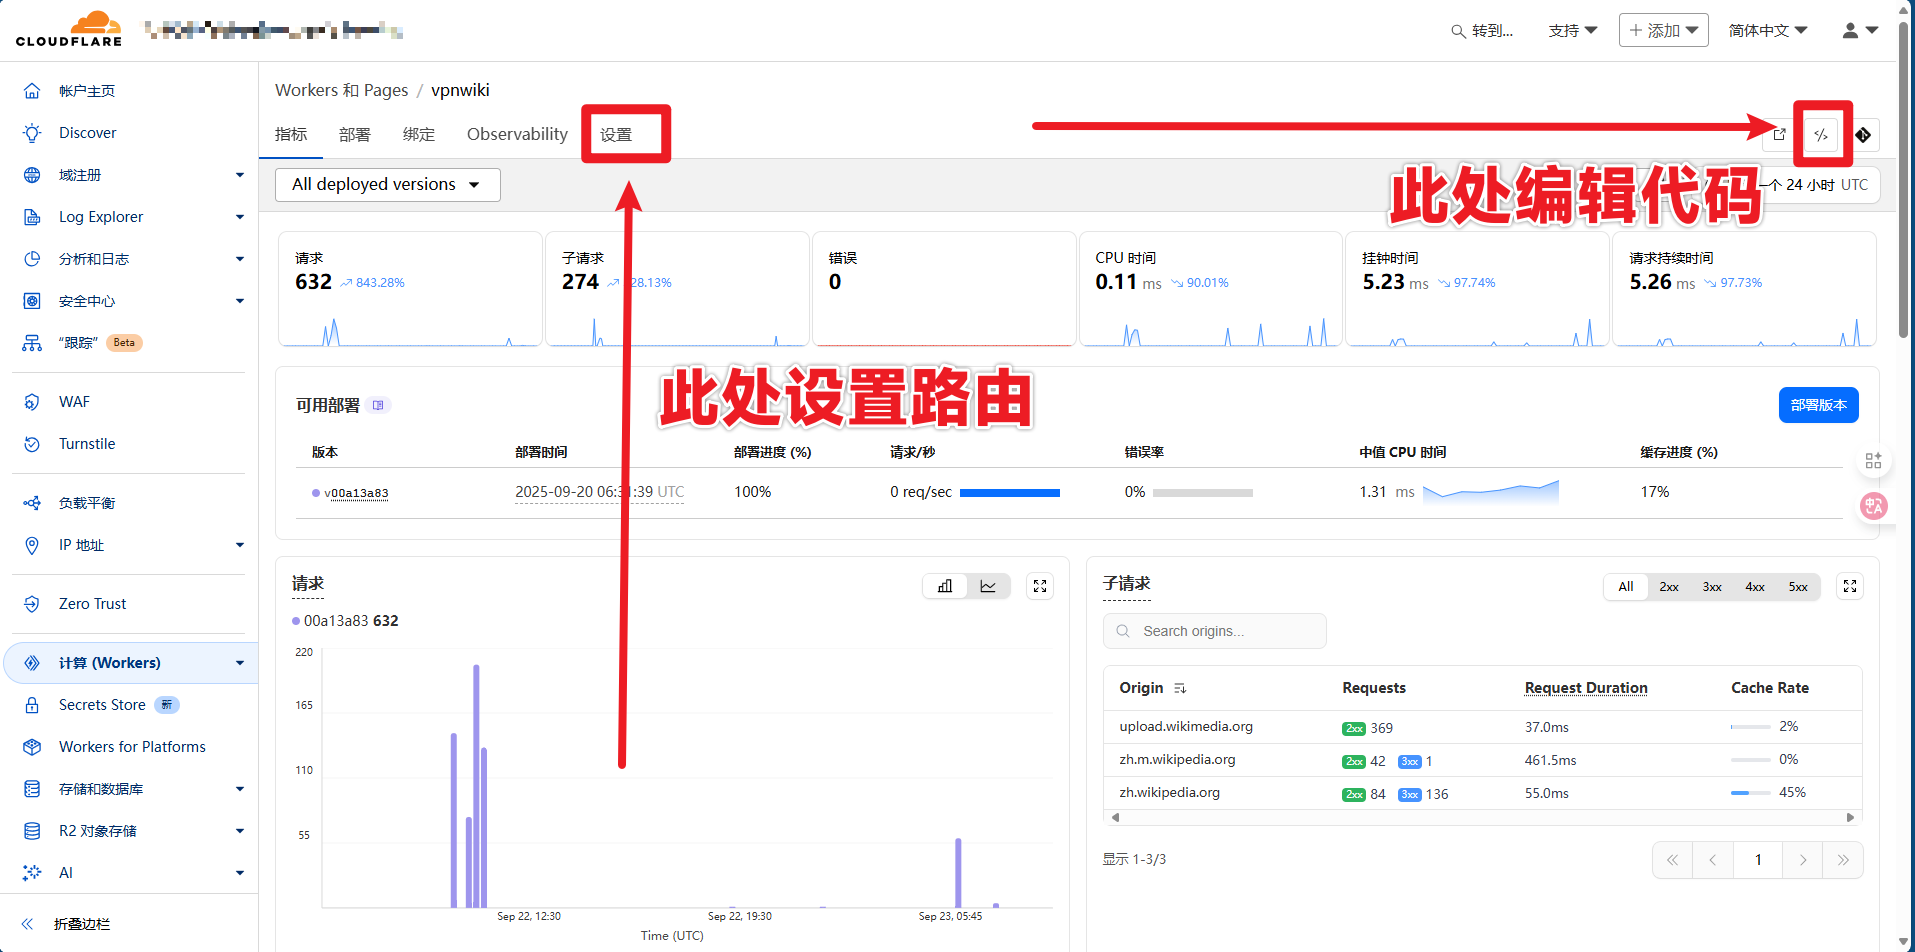 CLOUDFLARE
转到...
支持
添加
简体中文
帐户主页
Discover
域注册
Log Explorer
分析和日志
安全中心
“跟踪” Beta
WAF
Turnstile
负载平衡
IP 地址
Zero Trust
计算 (Workers)
Secrets Store 新
Workers for Platforms
存储和数据库
R2 对象存储
AI
折叠边栏
Workers 和 Pages / vpnwiki
指标 部署 绑定 Observability 设置
此处编辑代码
All deployed versions
一个 24 小时 UTC
请求
632 843.28%
子请求
274 28.13%
错误
0
CPU 时间
0.11 ms 90.01%
挂钟时间
5.23 ms 97.74%
请求持续时间
5.26 ms 97.73%
此处设置路由
可用部署
部署版本
版本 部署时间 部署进度 (%) 请求/秒 错误率 中值 CPU 时间 缓存进度 (%)
v00a13a83 2025-09-20 06:31:39 UTC 100% 0 req/sec 0% 1.31 ms 17%
请求
00a13a83 632
220
165
110
55
Sep 22, 12:30 Sep 22, 19:30 Sep 23, 05:45
Time (UTC)
子请求
All 2xx 3xx 4xx 5xx
Search origins...
Origin Requests Request Duration Cache Rate
upload.wikimedia.org 2xx 369 37.0ms 2%
zh.m.wikipedia.org 2xx 42 3xx 1 461.5ms 0%
zh.wikipedia.org 2xx 84 3xx 136 55.0ms 45%
显示 1-3/3
1